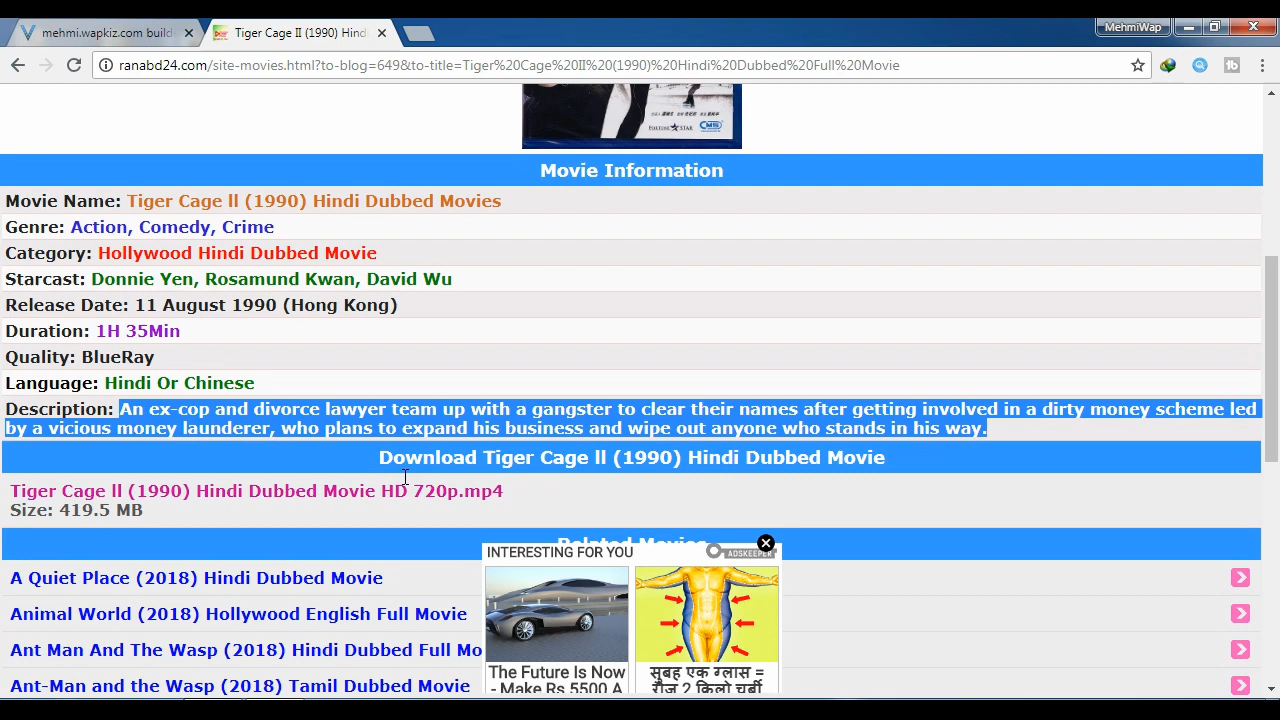 mehmi.wapkiz.com build
Tiger Cage II (1990) Hind
MehmiWap
ranabd24.com/site-movies.html?to-blog=649&to-title=Tiger%20Cage%20II%20(1990)%20Hindi%20Dubbed%20Full%20Movie
FORTUNE STAR
CMS
Movie Information
Movie Name: Tiger Cage ll (1990) Hindi Dubbed Movies
Genre: Action, Comedy, Crime
Category: Hollywood Hindi Dubbed Movie
Starcast: Donnie Yen, Rosamund Kwan, David Wu
Release Date: 11 August 1990 (Hong Kong)
Duration: 1H 35Min
Quality: BlueRay
Language: Hindi Or Chinese
Description: An ex-cop and divorce lawyer team up with a gangster to clear their names after getting involved in a dirty money scheme led
by a vicious money launderer, who plans to expand his business and wipe out anyone who stands in his way.
Download Tiger Cage ll (1990) Hindi Dubbed Movie
Tiger Cage ll (1990) Hindi Dubbed Movie HD 720p.mp4
Size: 419.5 MB
Related Movies
INTERESTING FOR YOU
ADSKEEPER
A Quiet Place (2018) Hindi Dubbed Movie
Animal World (2018) Hollywood English Full Movie
Ant Man And The Wasp (2018) Hindi Dubbed Full Mo
Ant-Man and the Wasp (2018) Tamil Dubbed Movie
The Future Is Now
- Make Rs 5500 A
सुबह एक ग्लास =
रोज़ 2 किलो चर्बी